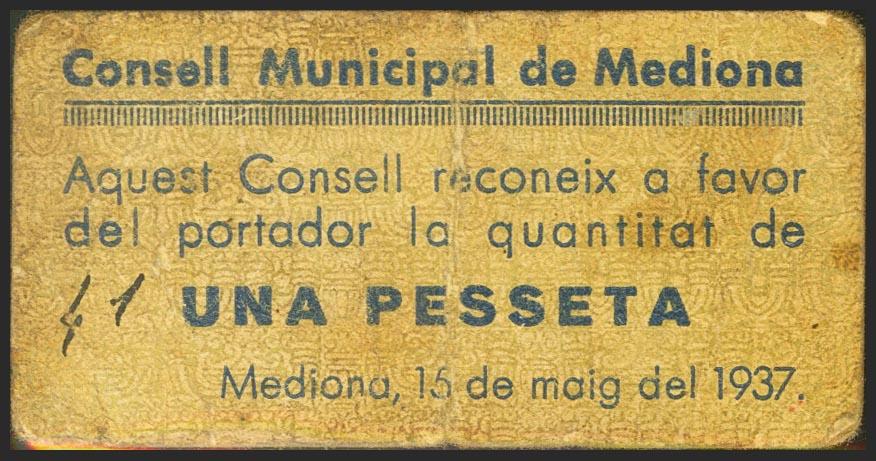 Consell Municipal de Mediona
Aquest Consell reconeix a favor
del portador la quantitat de
UNA PESSETA
Mediona, 15 de maig del 1937.